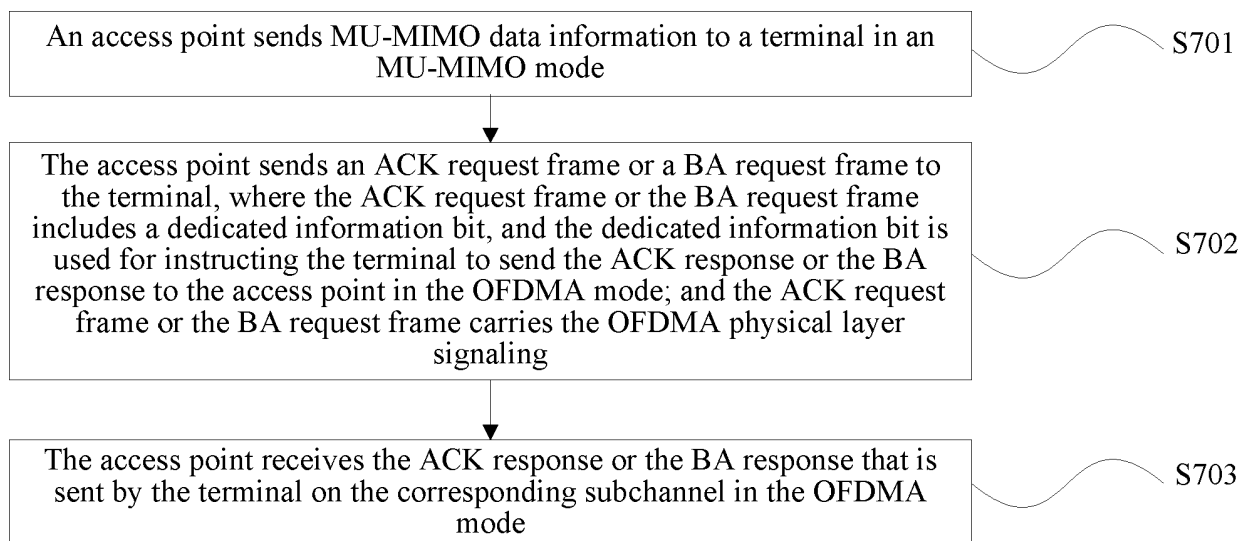 An access point sends MU-MIMO data information to a terminal in an
MU-MIMO mode
S701
The access point sends an ACK request frame or a BA request frame to
the terminal, where the ACK request frame or the BA request frame
includes a dedicated information bit, and the dedicated information bit is
used for instructing the terminal to send the ACK response or the BA
response to the access point in the OFDMA mode; and the ACK request
frame or the BA request frame carries the OFDMA physical layer
signaling
S702
The access point receives the ACK response or the BA response that is
sent by the terminal on the corresponding subchannel in the OFDMA
mode
S703